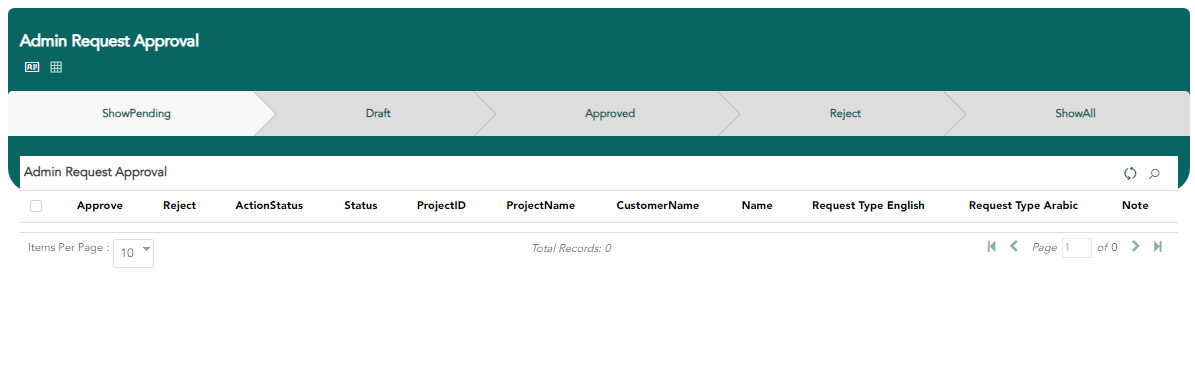 Admin Request Approval
ShowPending Draft Approved Reject ShowAll
Admin Request Approval
Approve Reject ActionStatus Status ProjectID ProjectName CustomerName Name Request Type English Request Type Arabic Note
Items Per Page : 10 Total Records: 0 Page 1 of 0